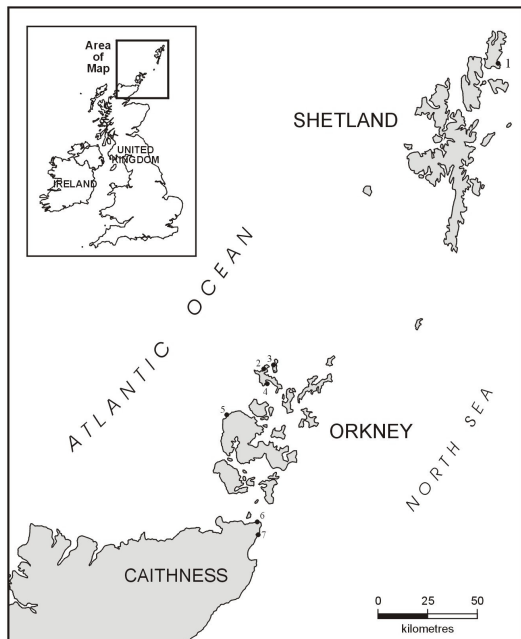 Area
of
Map
UNITED
KINGDOM
IRELAND
1
SHETLAND
ATLANTIC OCEAN
2
3
4
5
ORKNEY
NORTH SEA
6
7
CAITHNESS
0 25 50
kilometres